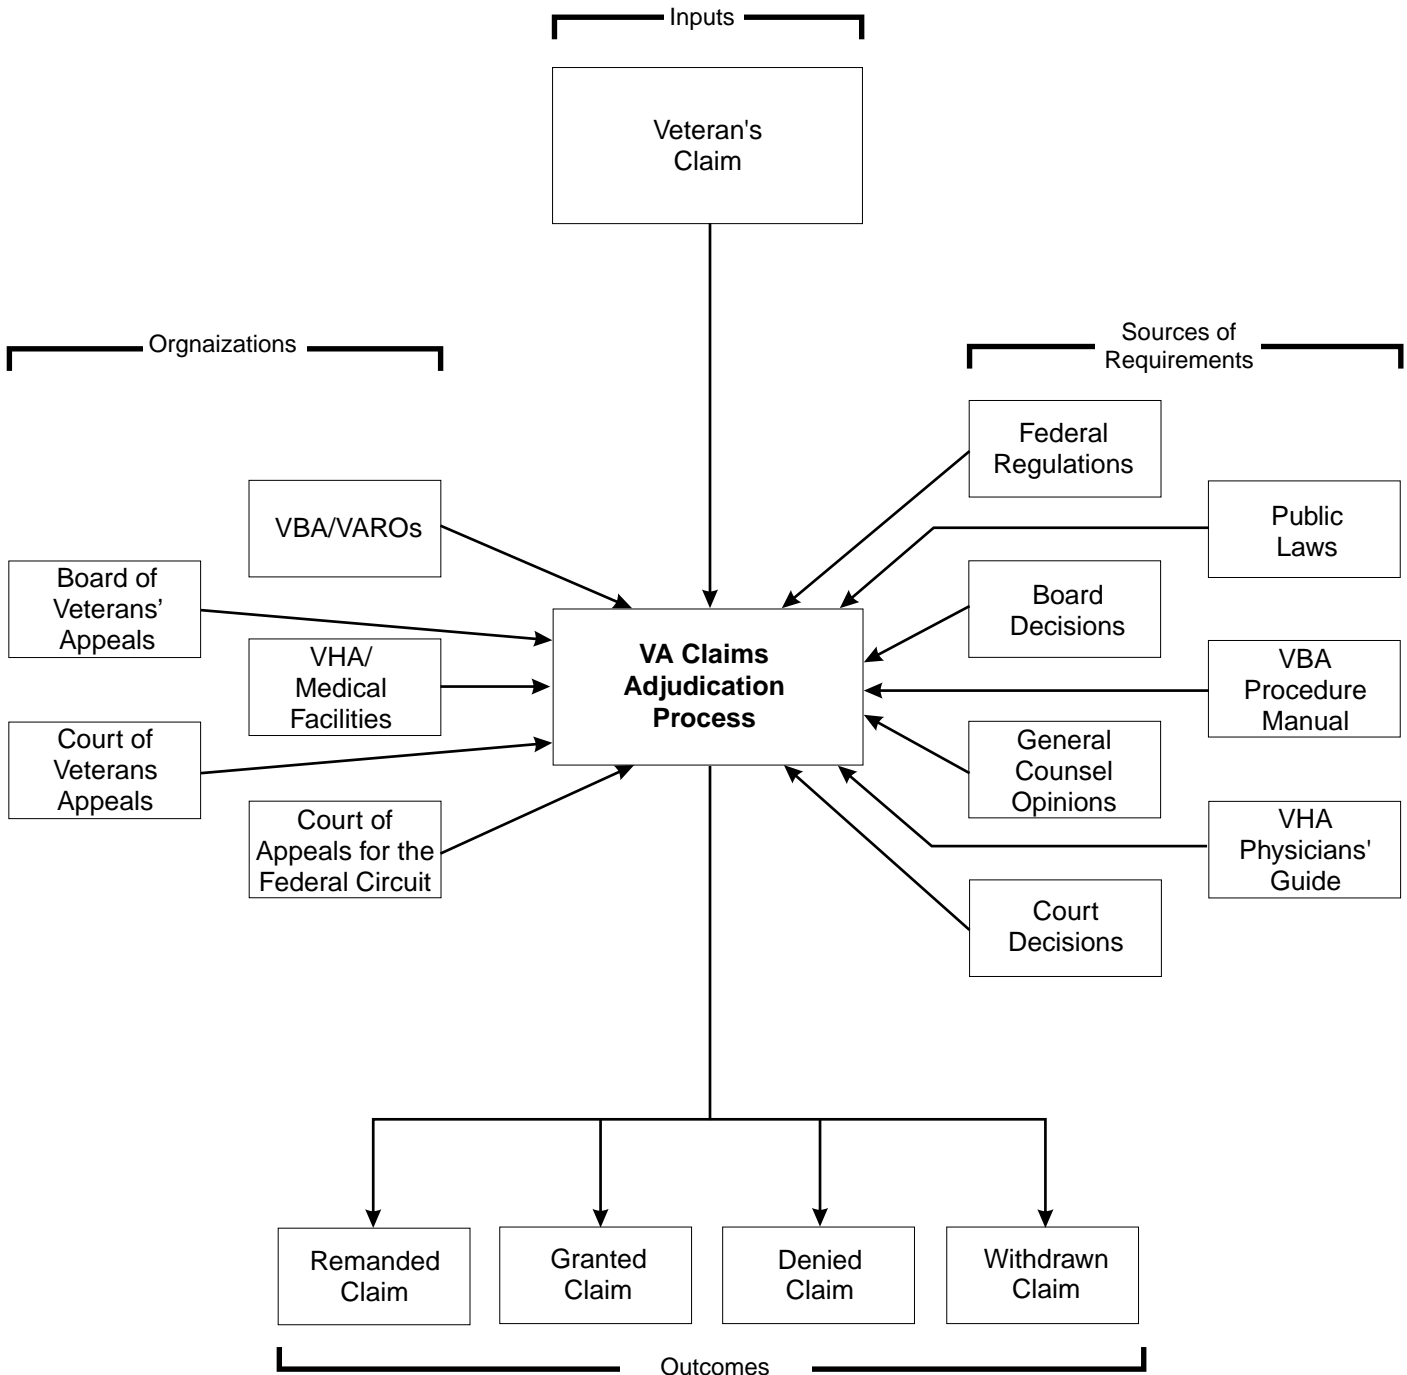 Inputs
Veteran's
Claim
Orgnaizations
VBA/VAROs
Board of
Veterans’
Appeals
VHA/
Medical
Facilities
Court of
Veterans
Appeals
Court of
Appeals for the
Federal Circuit
VA Claims
Adjudication
Process
Sources of
Requirements
Federal
Regulations
Public
Laws
Board
Decisions
VBA
Procedure
Manual
General
Counsel
Opinions
VHA
Physicians'
Guide
Court
Decisions
Remanded
Claim
Granted
Claim
Denied
Claim
Withdrawn
Claim
Outcomes